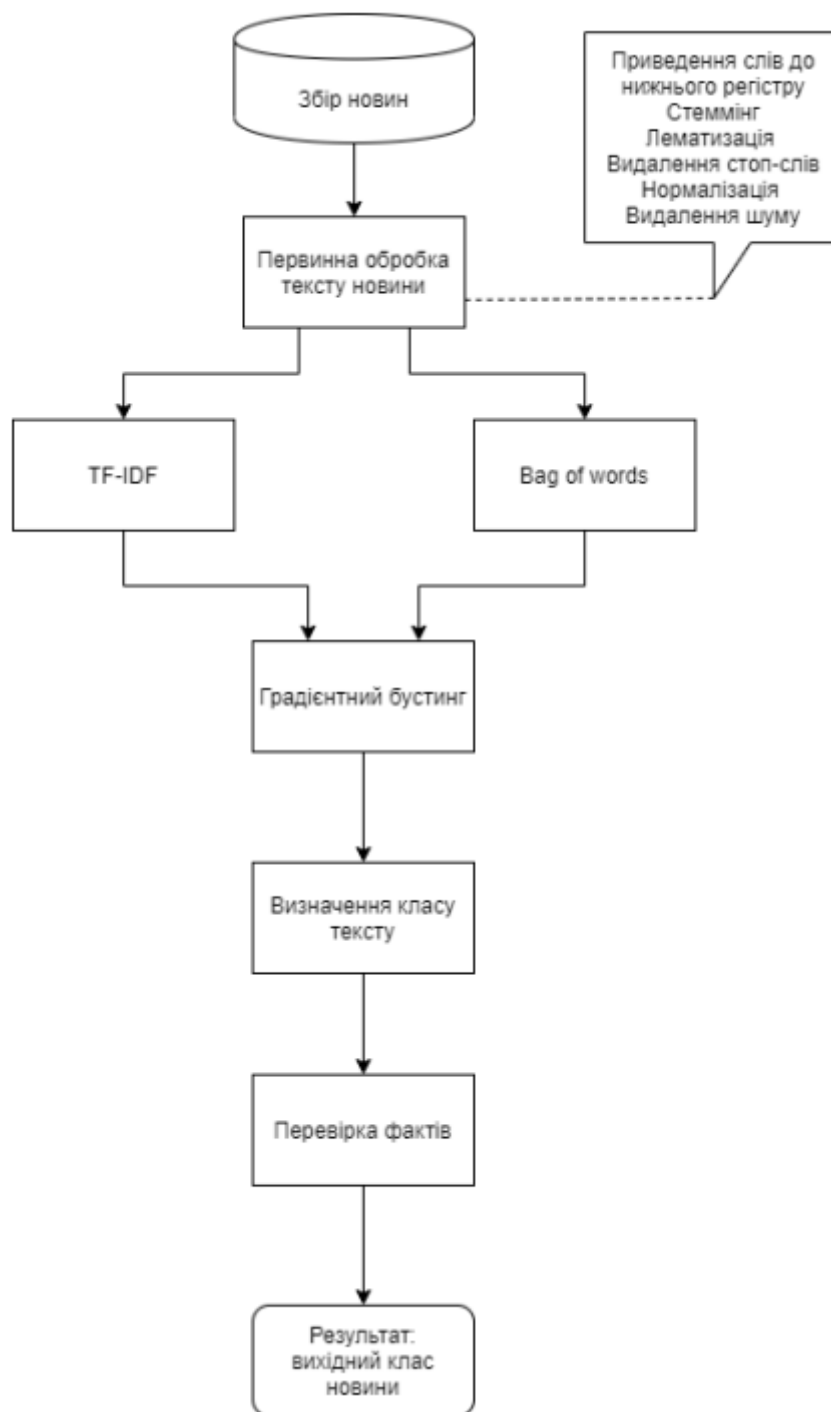 Збір новин
Приведення слів до
нижнього регістру
Стеммінг
Лематизація
Видалення стоп-слів
Нормалізація
Видалення шуму
Первинна обробка
тексту новини
TF-IDF
Bag of words
Градієнтний бустинг
Визначення класу
тексту
Перевірка фактів
Результат:
вихідний клас
новини